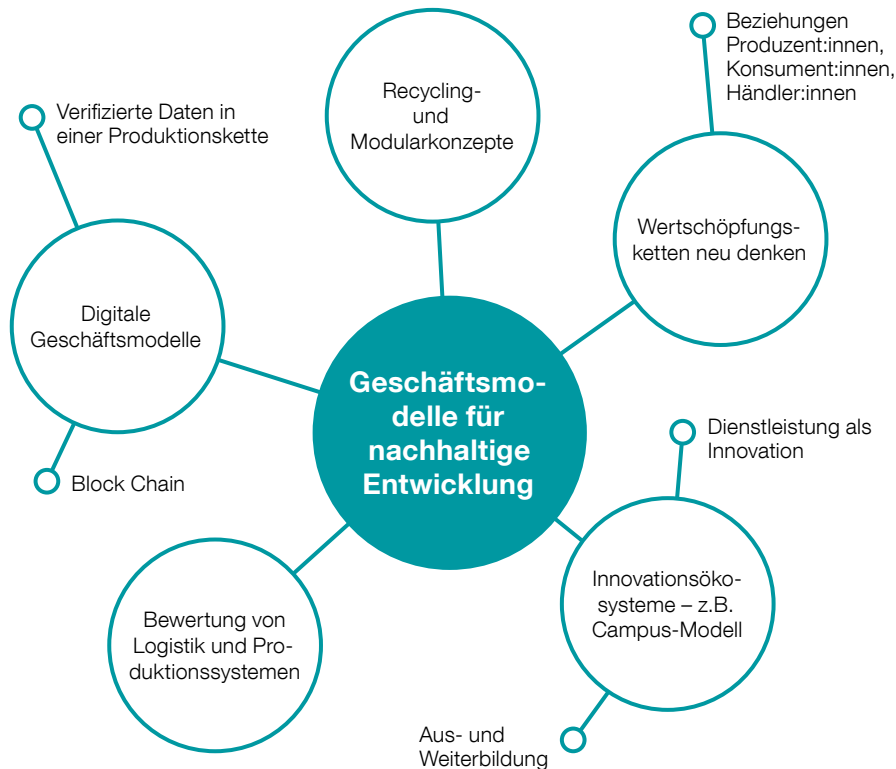 Beziehungen
Produzent:innen,
Konsument:innen,
Händler:innen
Recycling-
und
Modularkonzepte
Verifizierte Daten in
einer Produktionskette
Wertschöpfungs-
ketten neu denken
Digitale
Geschäftsmodelle
Geschäftsmo-
delle für
nachhaltige
Entwicklung
Dienstleistung als
Innovation
Block Chain
Innovationsöko-
systeme – z.B.
Campus-Modell
Bewertung von
Logistik und Pro-
duktionssystemen
Aus- und
Weiterbildung